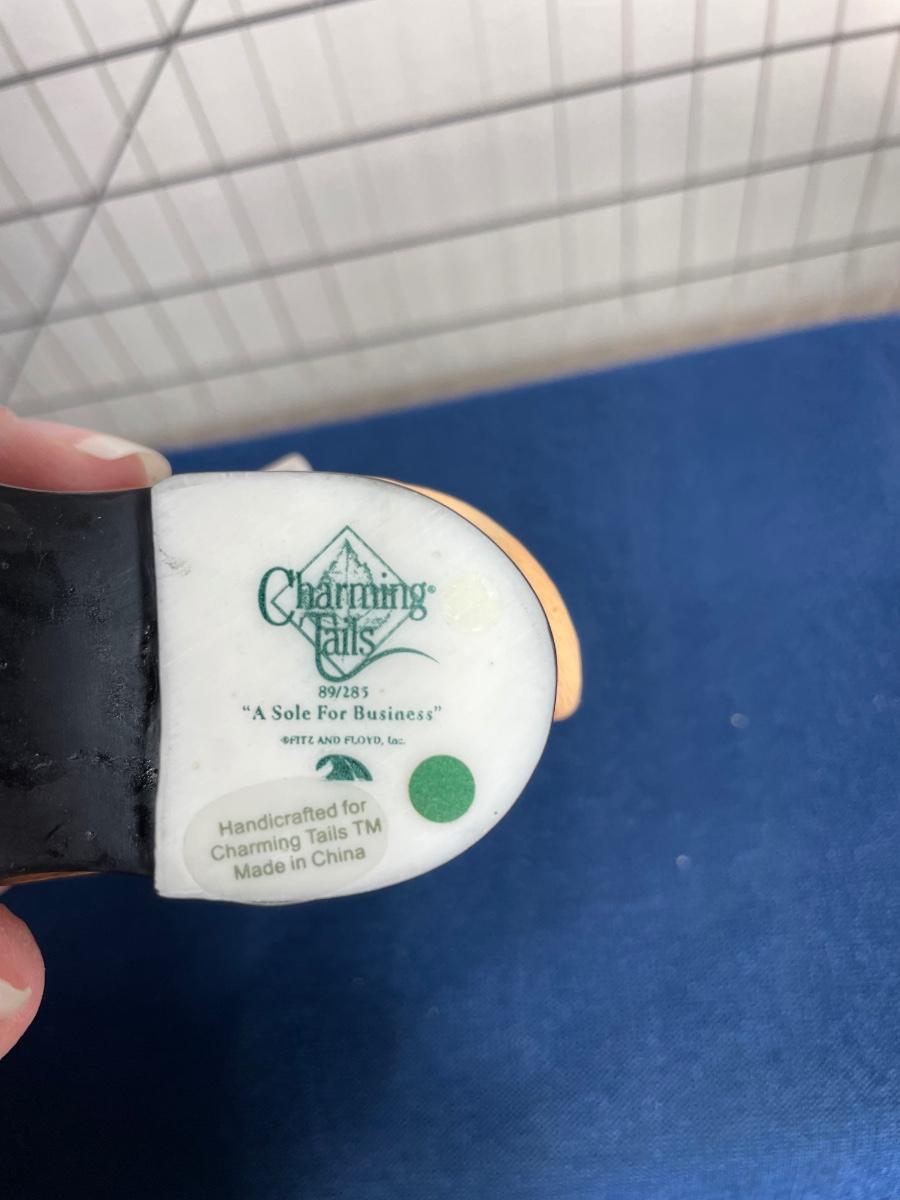 Charming®
Tails
89/285
"A Sole For Business"
©FITZ AND FLOYD, Inc.
Handicrafted for
Charming Tails TM
Made in China